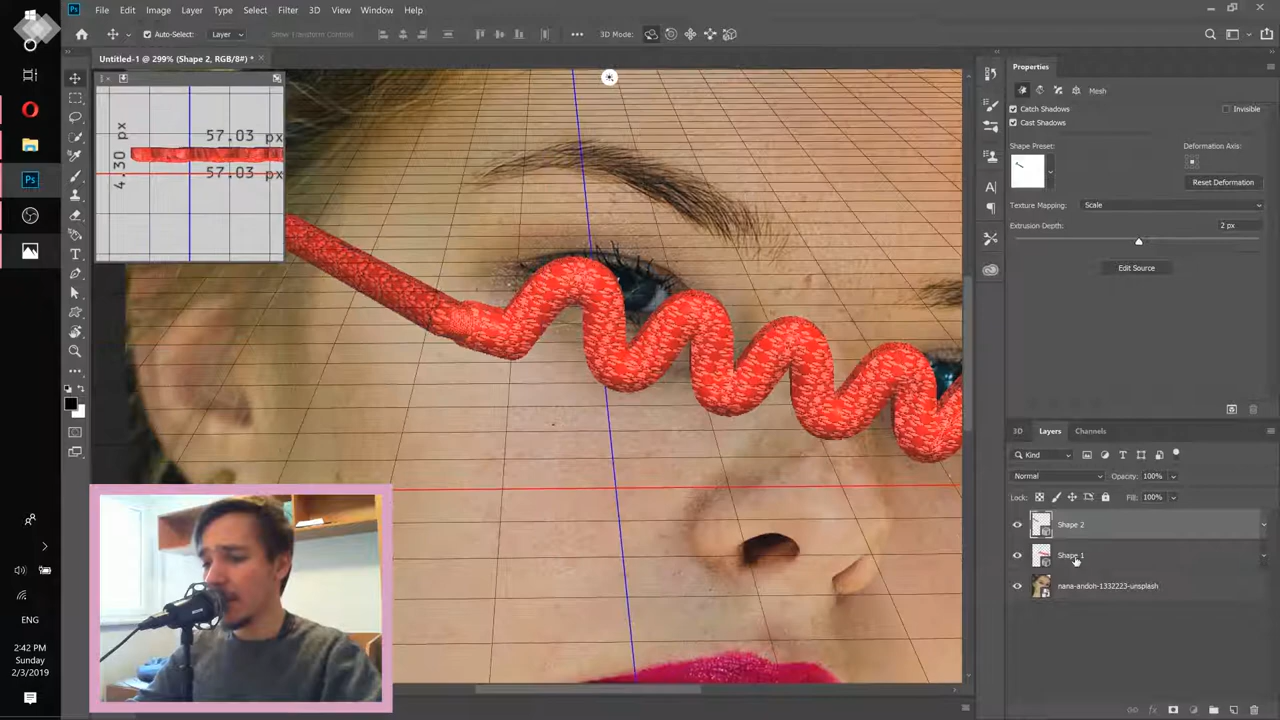 Ps File Edit Image Layer Type Select Filter 3D View Window Help
Auto-Select: Layer Show Transform Controls 3D Mode:
Untitled-1 @ 299% (Shape 2, RGB/8#) *
57.03 px
4.30 px
57.03 px
Properties
Mesh
Catch Shadows Invisible
Cast Shadows
Shape Preset: Deformation Axis:
Reset Deformation
Texture Mapping: Scale
Extrusion Depth: 2 px
Edit Source
3D Layers Channels
Kind
Normal Opacity: 100%
Lock: Fill: 100%
Shape 2
Shape 1
nana-andoh-1332223-unsplash
Ps
ENG
2:42 PM
Sunday
2/3/2019